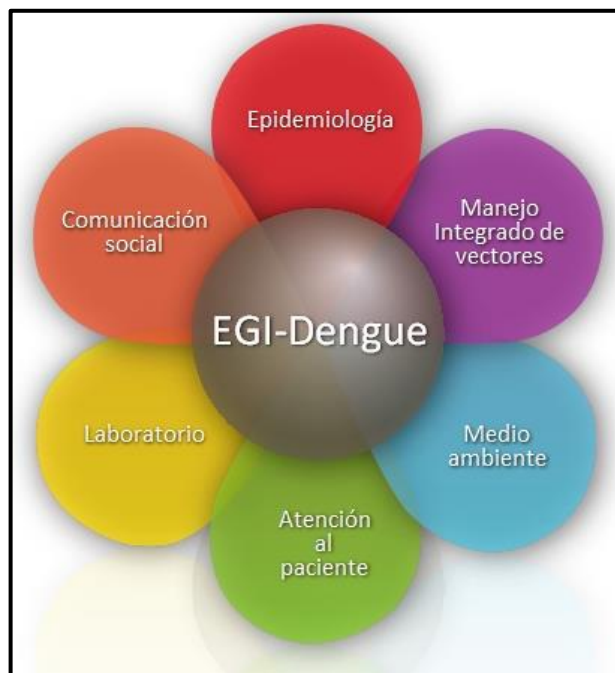 Epidemiología
Manejo
Integrado de
vectores
Comunicación
social
EGI-Dengue
Laboratorio
Medio
ambiente
Atención
al
paciente